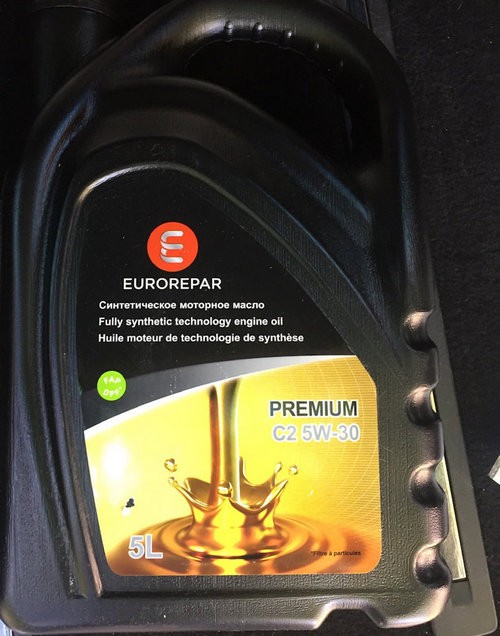 EUROREPAR
Синтетическое моторное масло
Fully synthetic technology engine oil
Huile moteur de technologie de synthèse
FAP
DPF*
PREMIUM
C2 5W-30
5L
*Filtre à particules